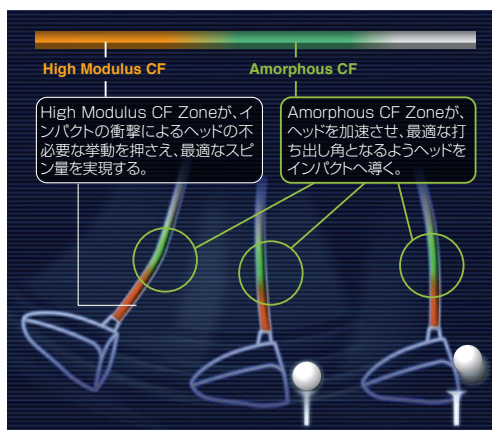 High Modulus CF
Amorphous CF
High Modulus CF Zoneが、イ
ンパクトの衝撃によるヘッドの不
必要な挙動を押さえ、最適なスピ
ン量を実現する。
Amorphous CF Zoneが、
ヘッドを加速させ、最適な打
ち出し角となるようヘッドを
インパクトへ導く。